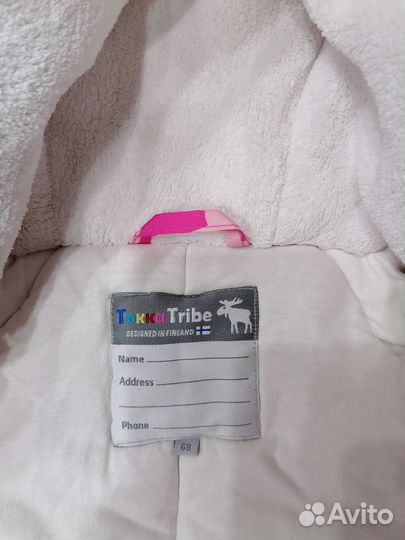 TokkaTribe
DESIGNED IN FINLAND
Name
Address
Phone
68
Avito